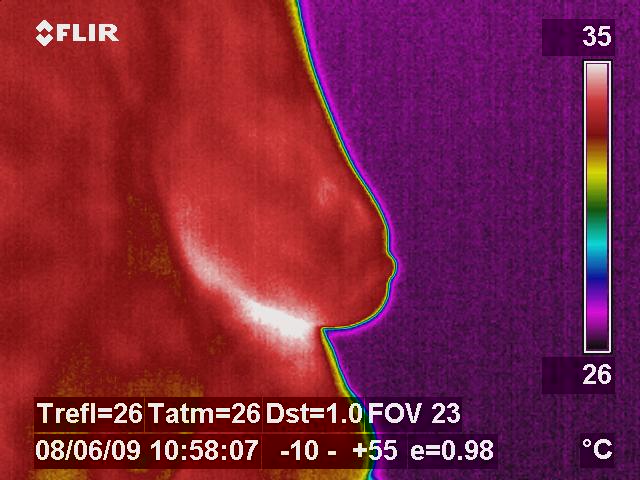 FLIR
35
26
Trefl=26 Tatm=26 Dst=1.0 FOV 23
08/06/09 10:58:07 -10 - +55 e=0.98 °C